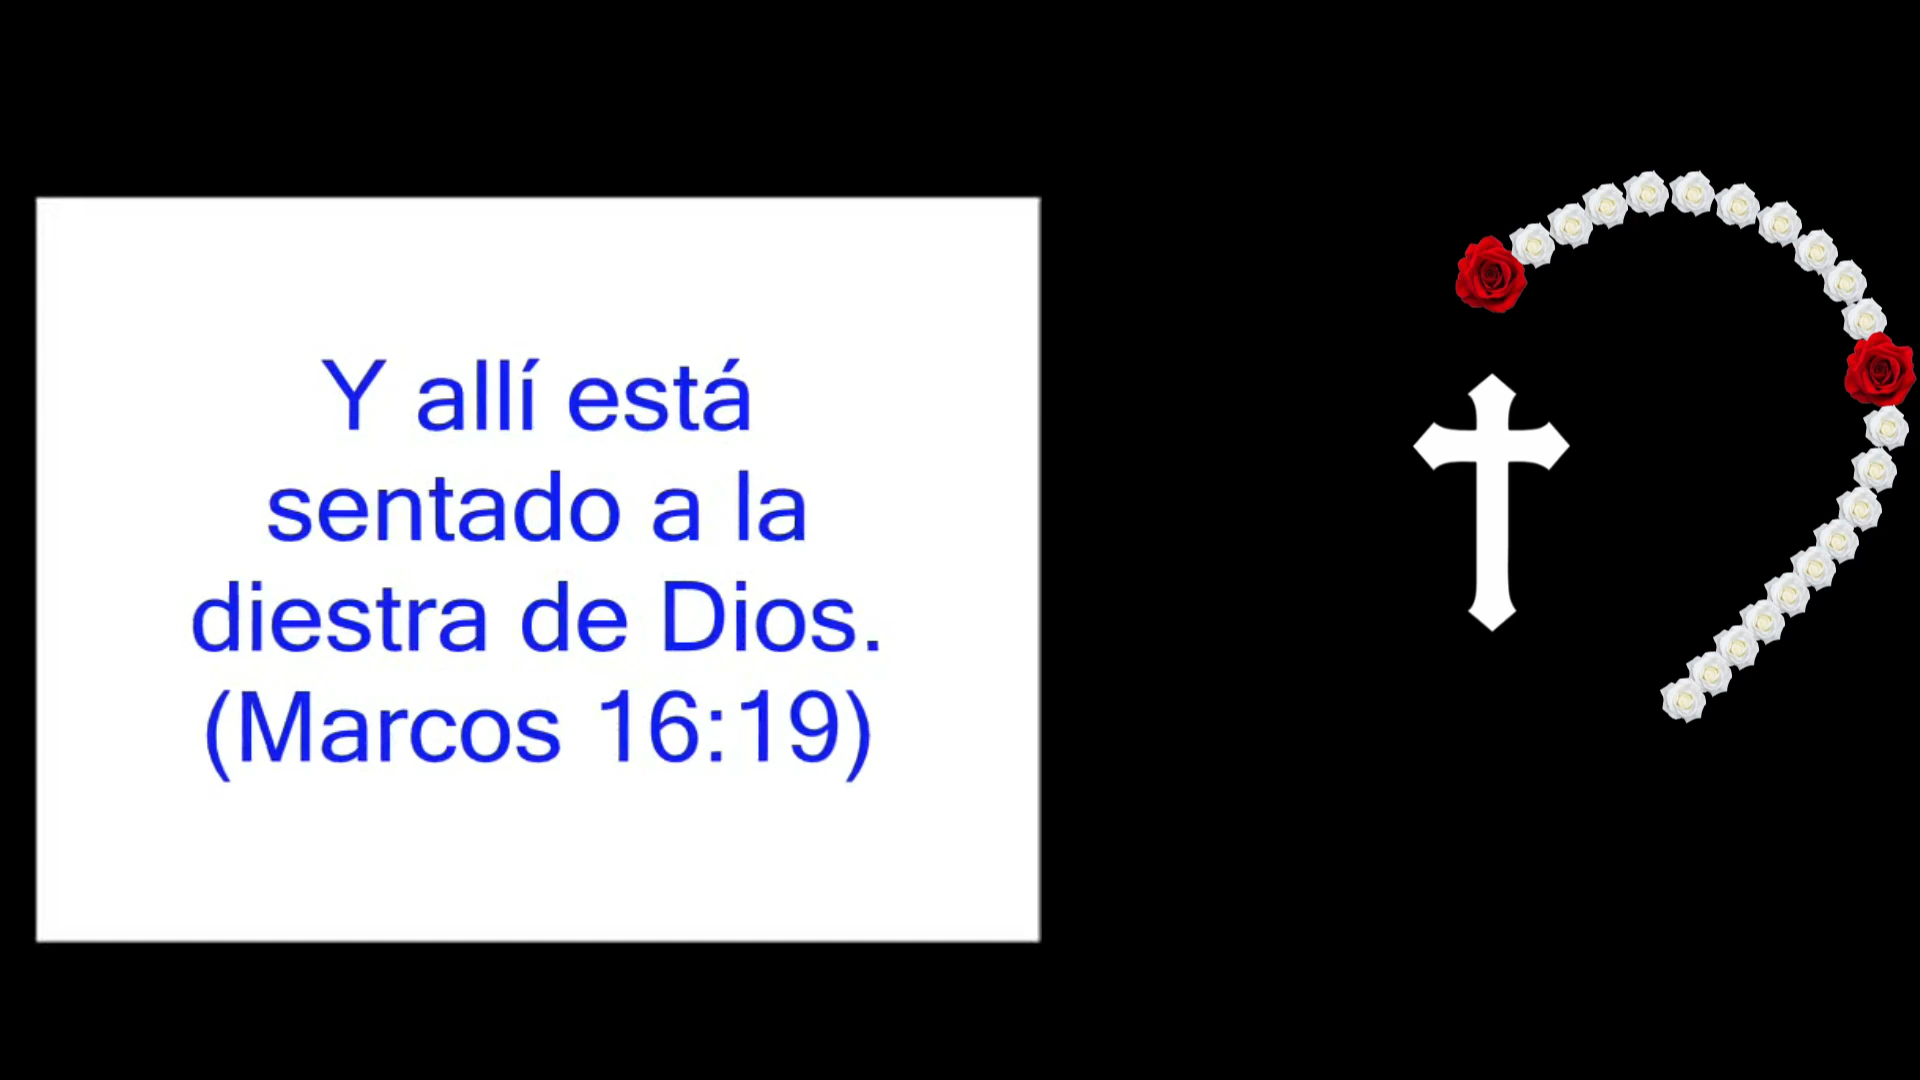 Y allí está
sentado a la
diestra de Dios.
(Marcos 16:19)